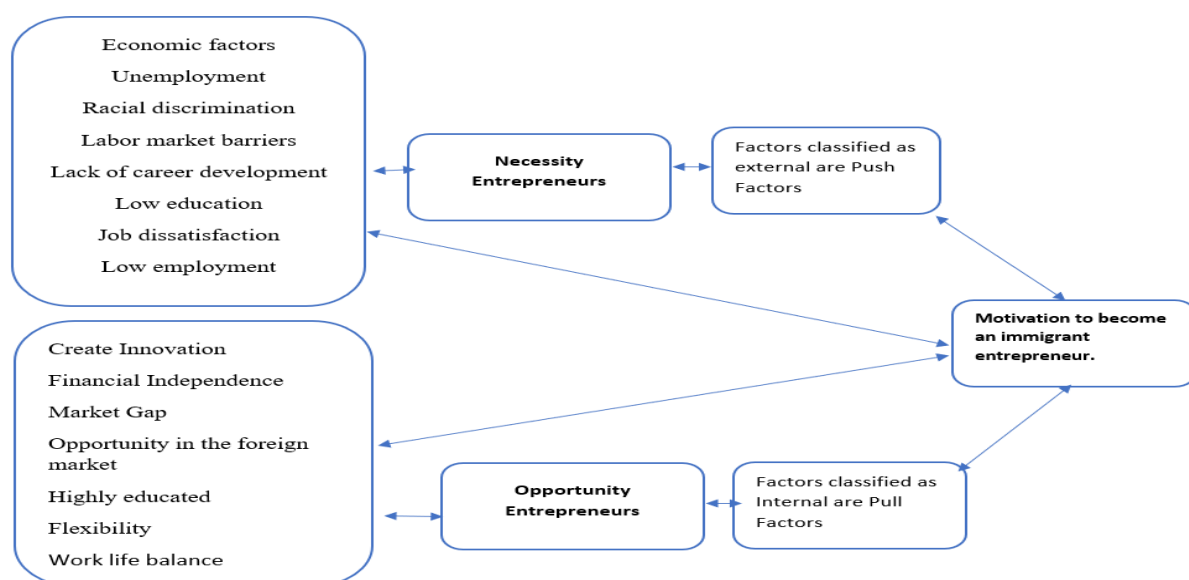 Economic factors
Unemployment
Racial discrimination
Labor market barriers
Lack of career development
Low education
Job dissatisfaction
Low employment
Necessity
Entrepreneurs
Factors classified as
external are Push
Factors
Motivation to become
an immigrant
entrepreneur.
Create Innovation
Financial Independence
Market Gap
Opportunity in the foreign
market
Highly educated
Flexibility
Work life balance
Opportunity
Entrepreneurs
Factors classified as
Internal are Pull
Factors